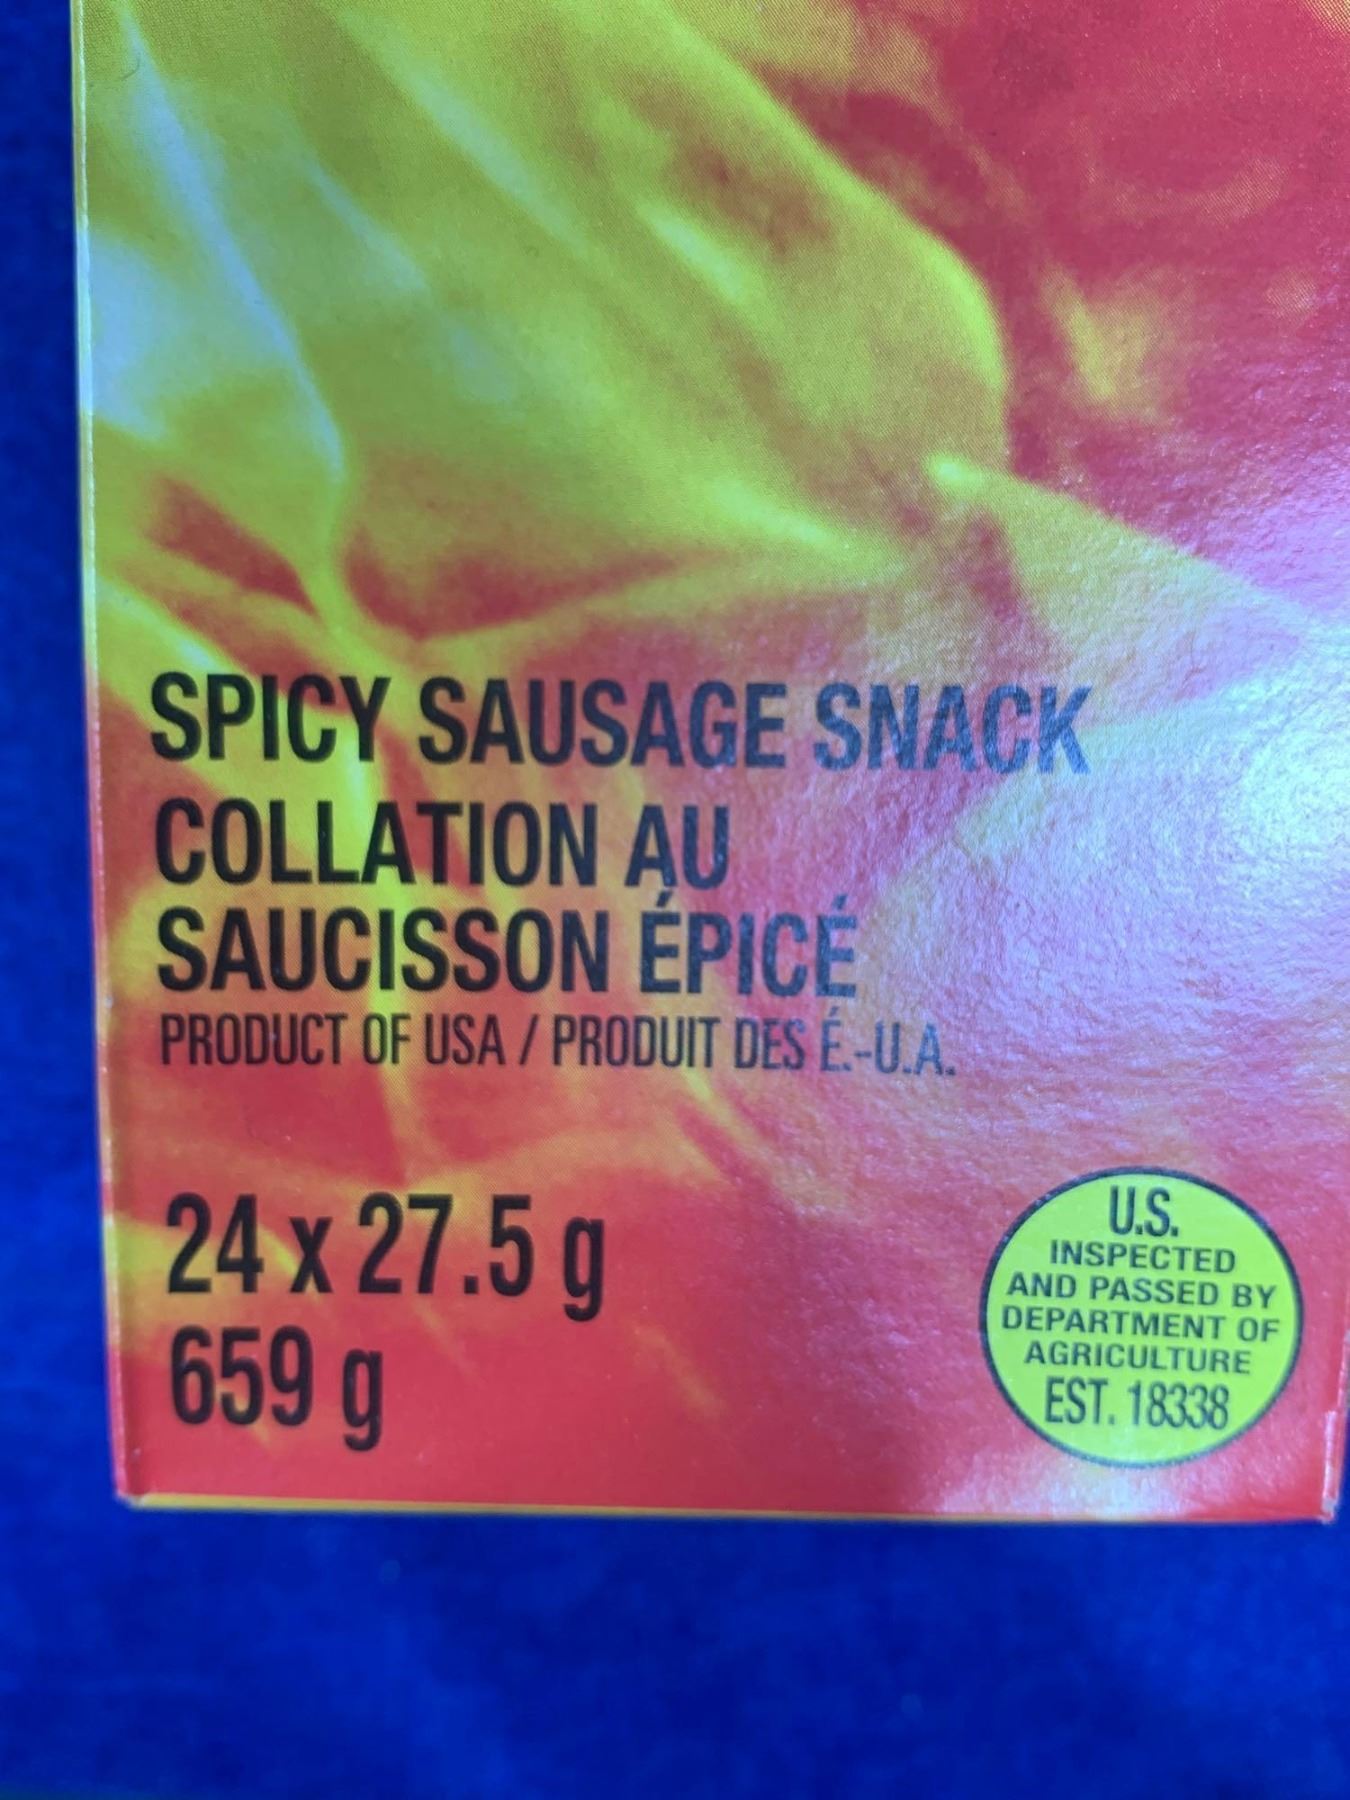 SPICY SAUSAGE SNACK
COLLATION AU
SAUCISSON ÉPICÉ
PRODUCT OF USA / PRODUIT DES É.-U.A.
24 x 27.5 g
659 g
U.S.
INSPECTED
AND PASSED BY
DEPARTMENT OF
AGRICULTURE
EST. 18338